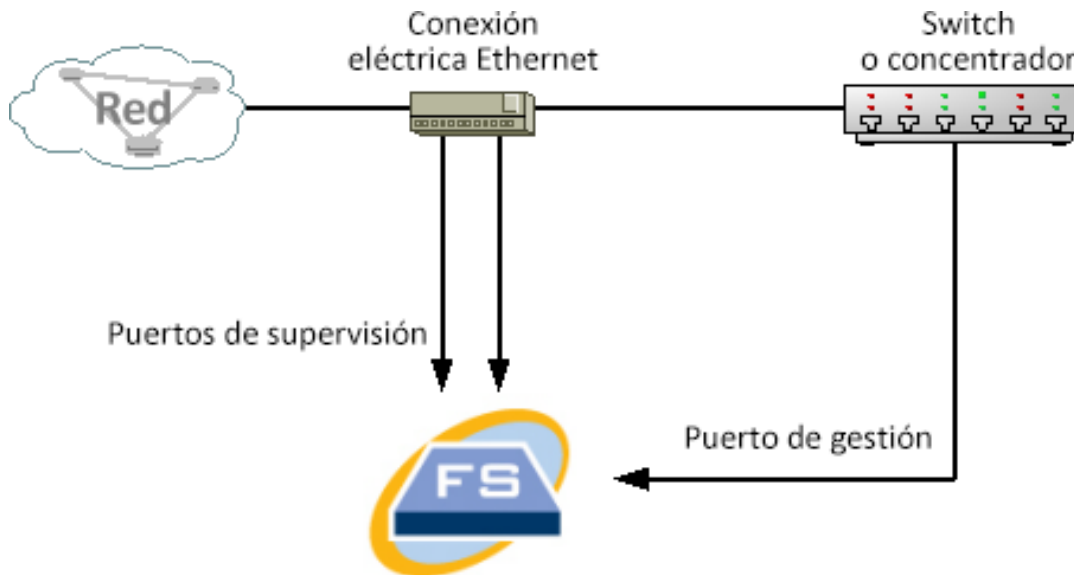 Conexión
eléctrica Ethernet
Switch
o concentrador
Red
Puertos de supervisión
Puerto de gestión
FS